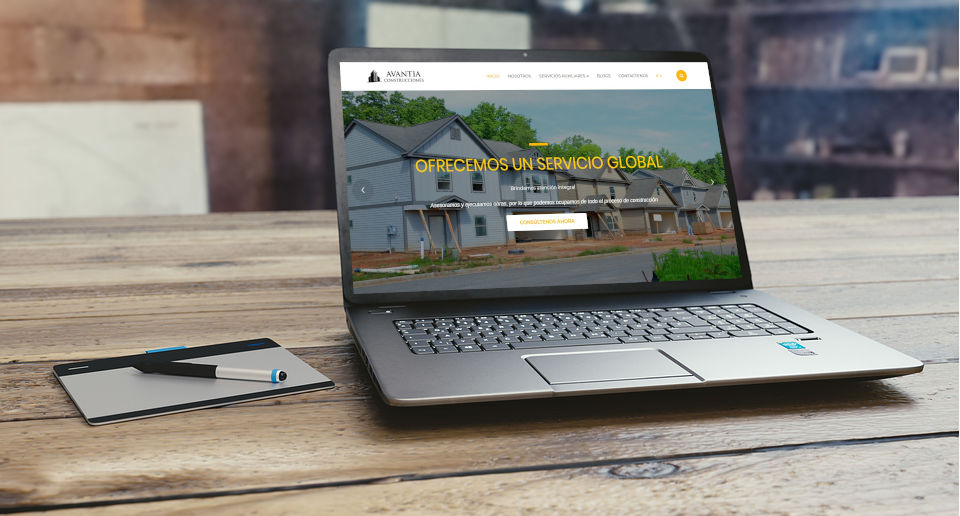 AVANTIA
CONSTRUCCIONES
INICIO NOSOTROS SERVICIOS AUXILIARES BLOGS CONTÁCTENOS
OFRECEMOS UN SERVICIO GLOBAL
Brindamos atención integral
Asesoramos y ejecutamos obras, por lo que podemos ocuparnos de todo el proceso de construcción
CONSÚLTENOS AHORA